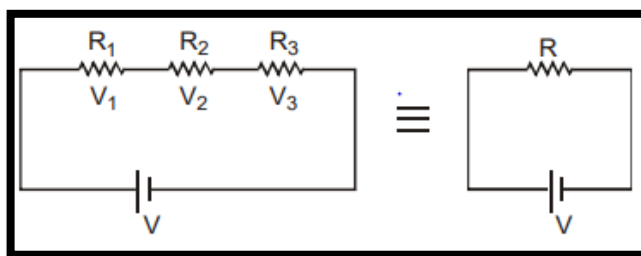 R₁ R₂ R₃ R
V₁ V₂ V₃ ≡
V V